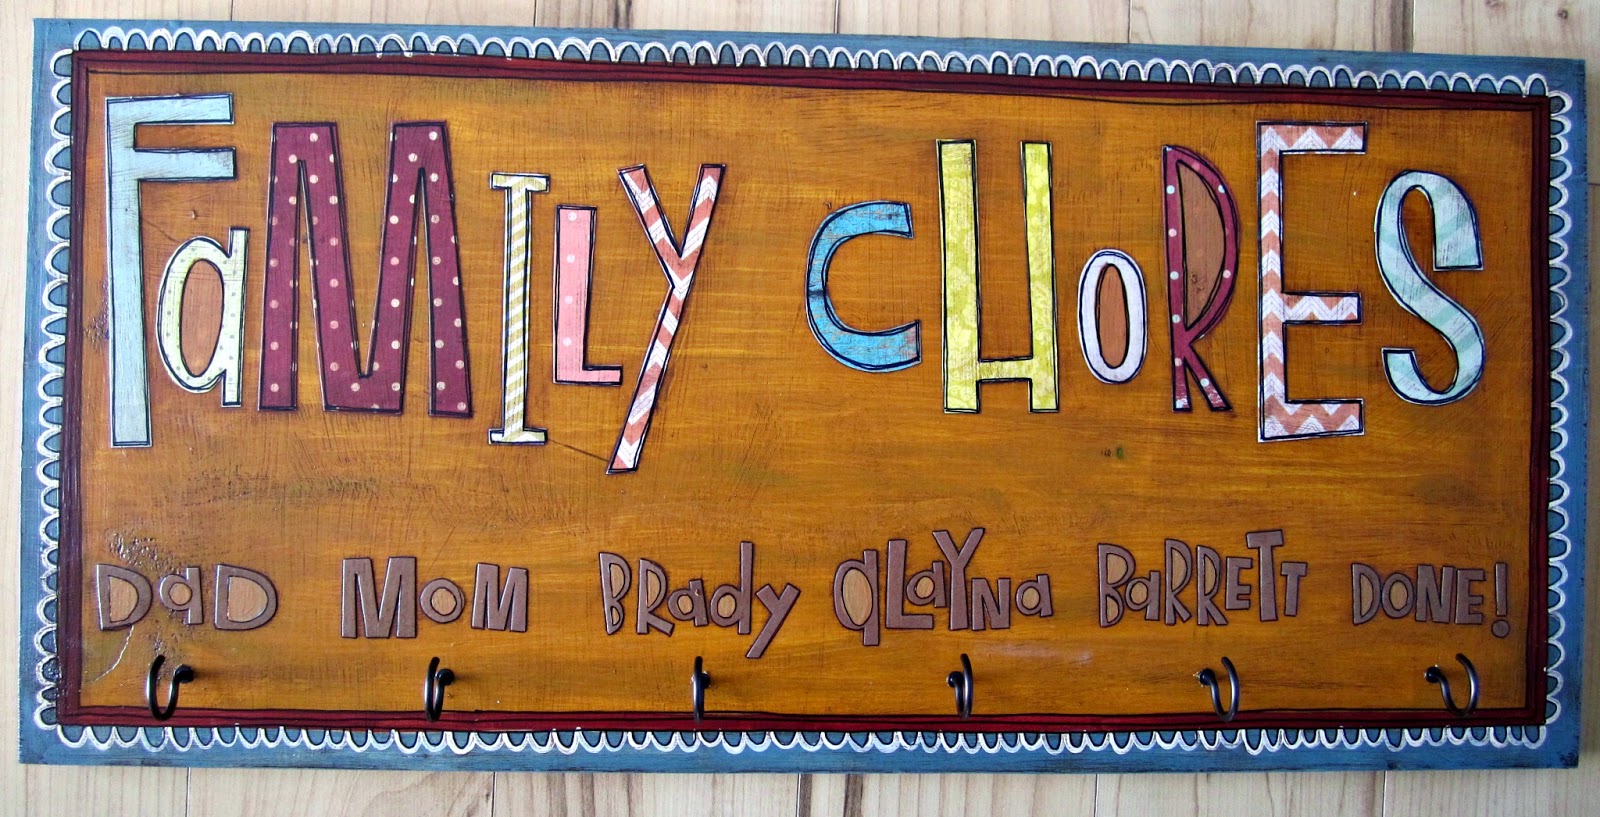 FaMILY CHoRES
DaD MoM BRady aLaYNa BaRRETT DONE!